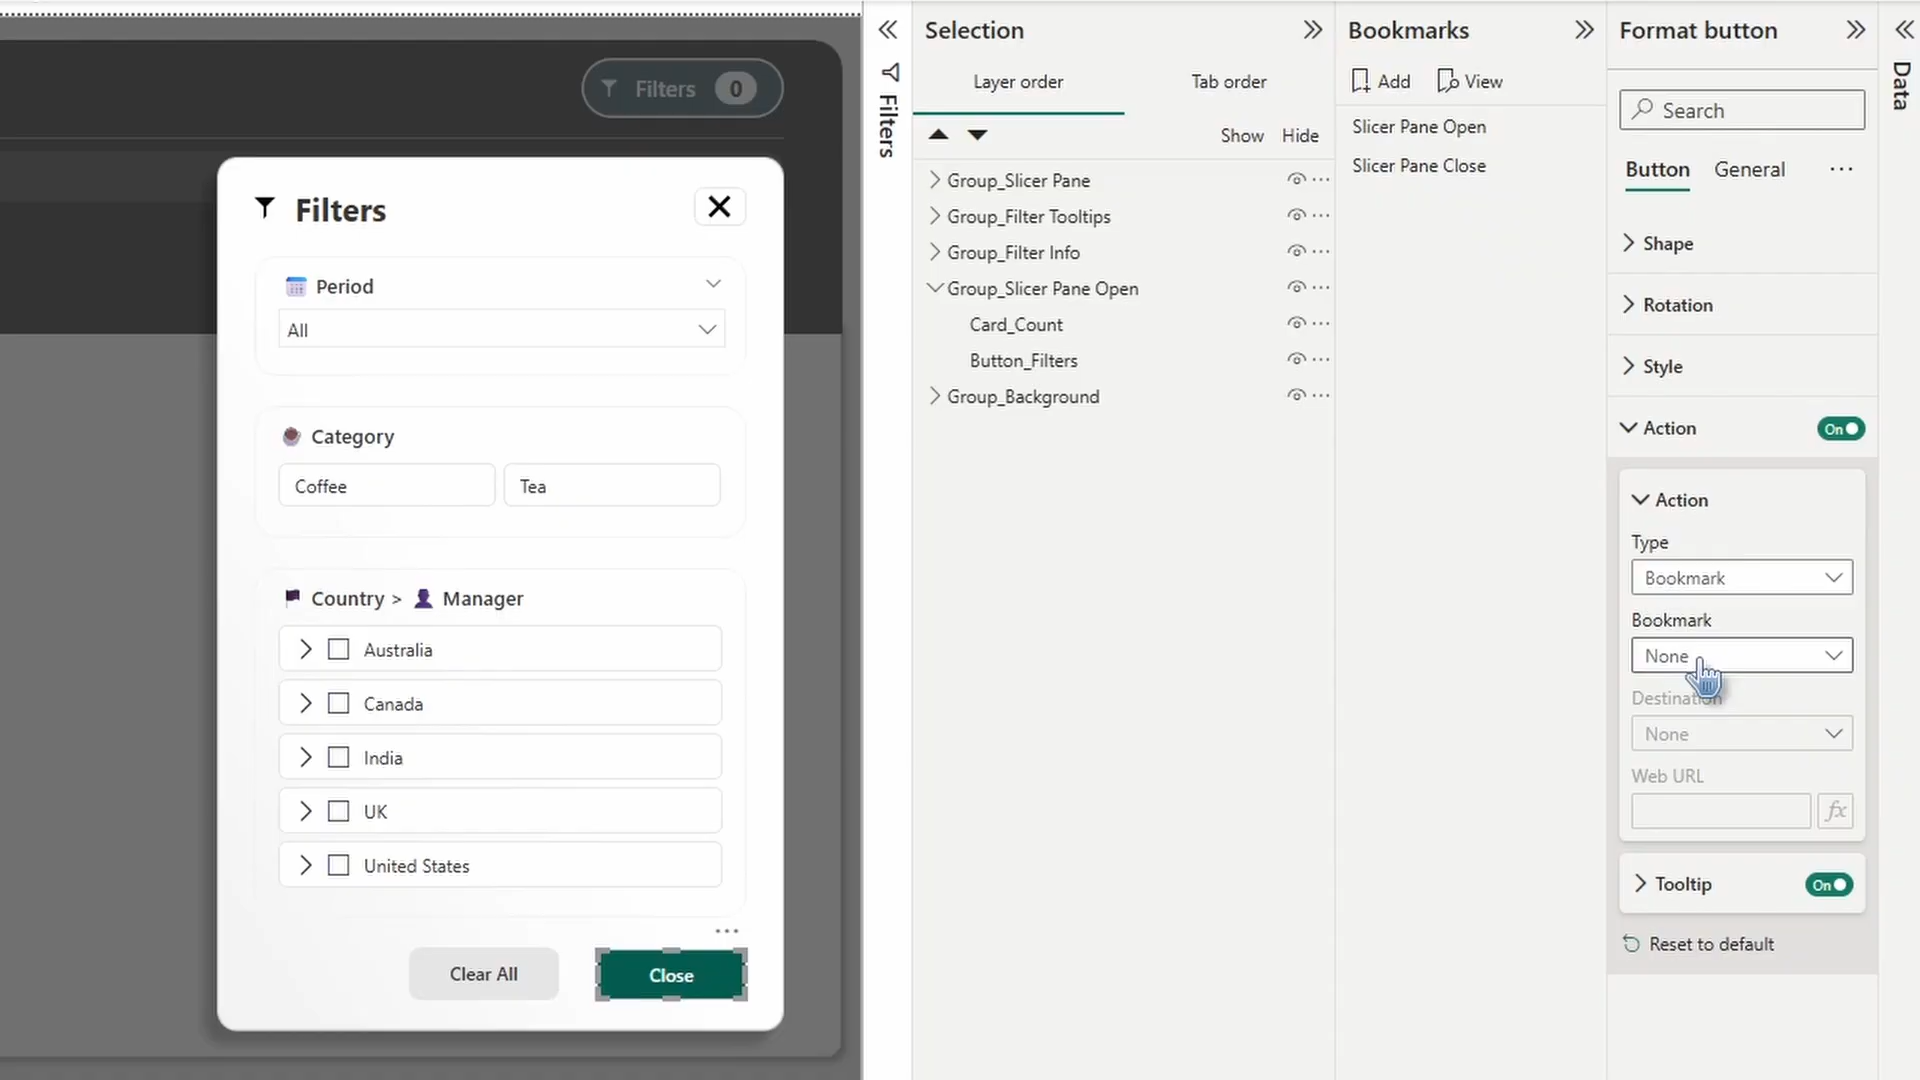 Filters 0
Filters
Period
All
Category
Coffee Tea
Country > Manager
Australia
Canada
India
UK
United States
Clear All Close
Filters
Selection
Layer order Tab order
Show Hide
Group_Slicer Pane
Group_Filter Tooltips
Group_Filter Info
Group_Slicer Pane Open
Card_Count
Button_Filters
Group_Background
Bookmarks
Add View
Slicer Pane Open
Slicer Pane Close
Format button
Search
Button General
Shape
Rotation
Style
Action On
Action
Type
Bookmark
Bookmark
None
Destination
None
Web URL
fx
Tooltip On
Reset to default
Data